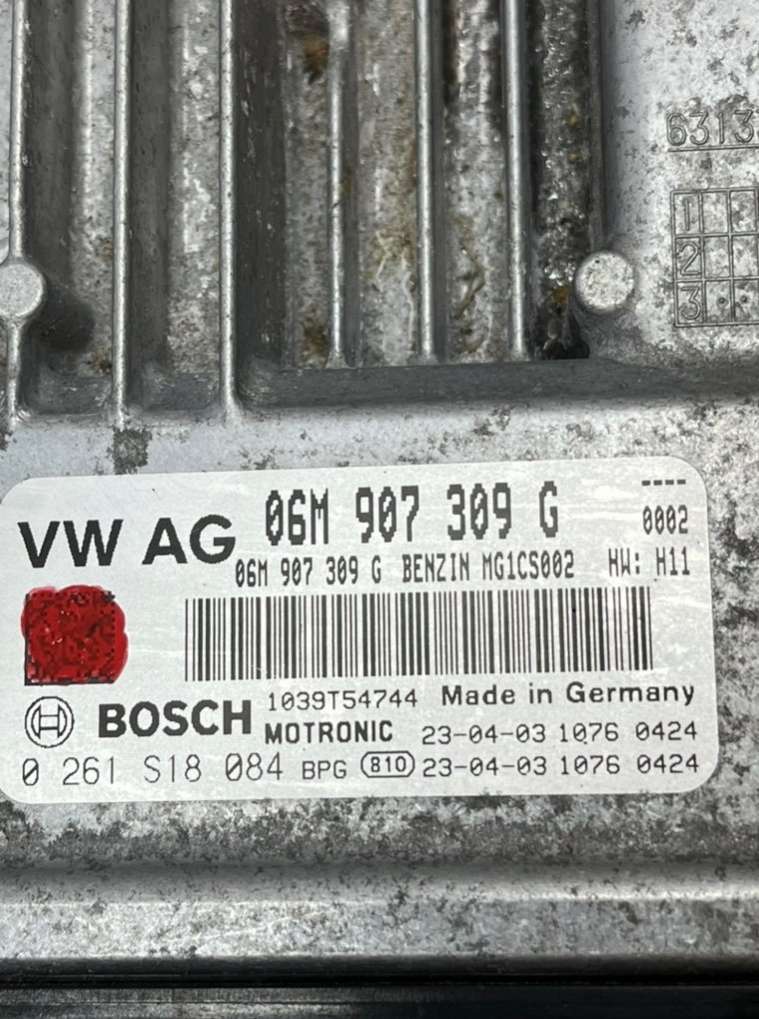 6313
1
2
3
VW AG 06M 907 309 G ---- 0002
06M 907 309 G BENZIN MG1CS002 HW: H11
BOSCH 1039T54744 Made in Germany
MOTRONIC 23-04-03 1076 0424
0 261 S18 084 BPG 810 23-04-03 1076 0424